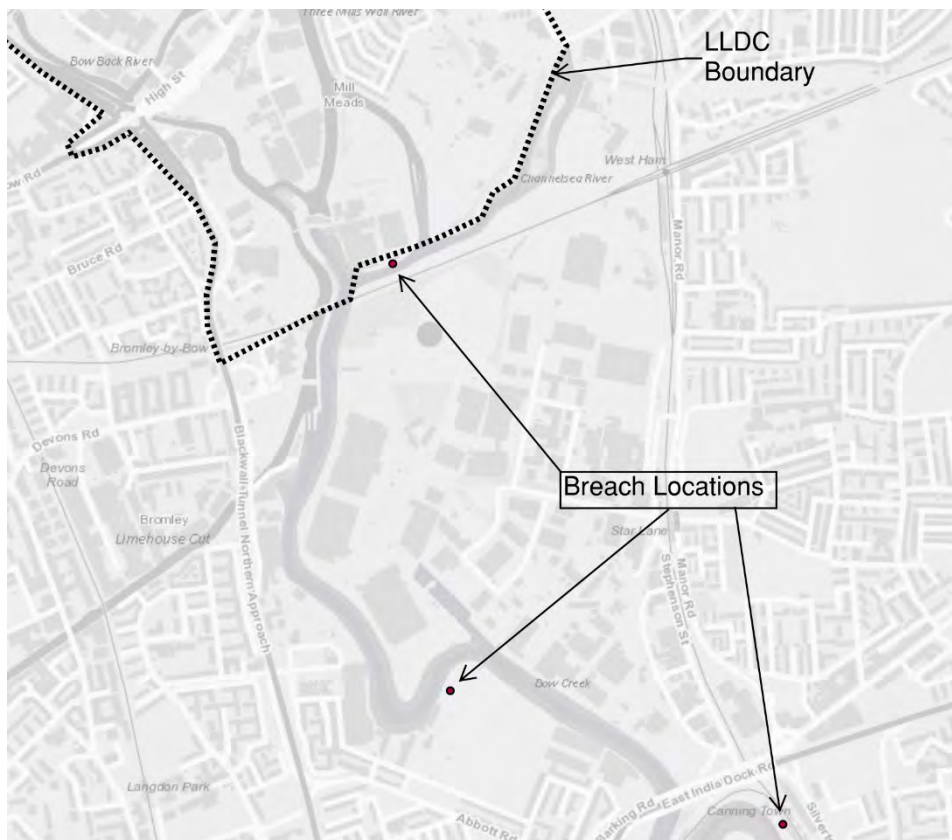 Three Mills Wall River
LLDC
Boundary
Bow Back River
High St
Mill
Meads
West Ham
ow Rd
Channelsea River
Manor Rd
Bruce Rd
Bromley-by-Bow
Devons Rd
Devons
Road
Blackwall Tunnel Northern Approach
Breach Locations
Bromley
Limehouse Cut
Star Lane
Manor Rd
Stephenson St
Bow Creek
Langdon Park
East India Dock Rd
Canning Town
Silver
Barking Rd
Abbott Rd